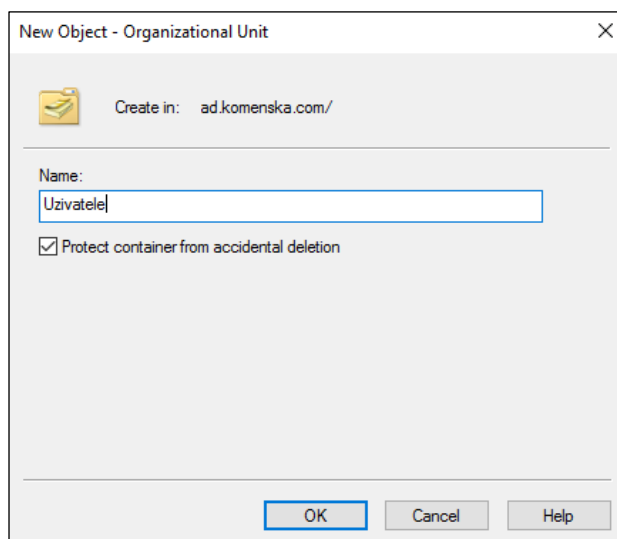 New Object - Organizational Unit
Create in: ad.komenska.com/
Name:
Uzivatele
Protect container from accidental deletion
OK Cancel Help